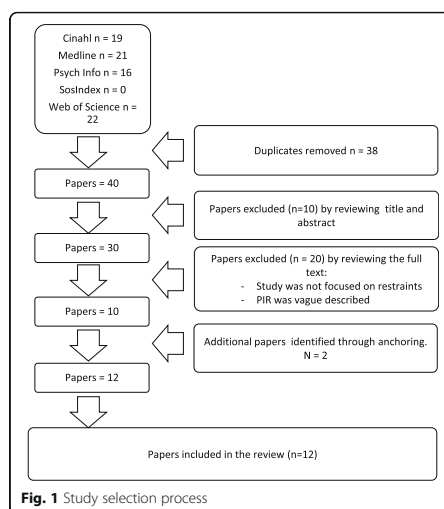 Cinahl n = 19
Medline n = 21
Psych Info n = 16
SosIndex n = 0
Web of Science n =
22
Duplicates removed n = 38
Papers = 40
Papers excluded (n=10) by reviewing title and
abstract
Papers = 30
Papers excluded (n = 20) by reviewing the full
text:
- Study was not focused on restraints
- PIR was vague described
Papers = 10
Additional papers identified through anchoring.
N = 2
Papers = 12
Papers included in the review (n=12)
Fig. 1 Study selection process